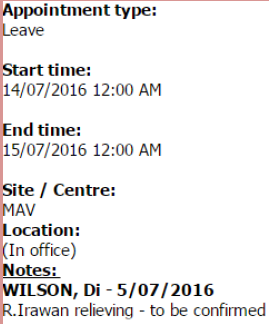 Appointment type:
Leave
Start time:
14/07/2016 12:00 AM
End time:
15/07/2016 12:00 AM
Site / Centre:
MAV
Location:
(In office)
Notes:
WILSON, Di - 5/07/2016
R.Irawan relieving - to be confirmed